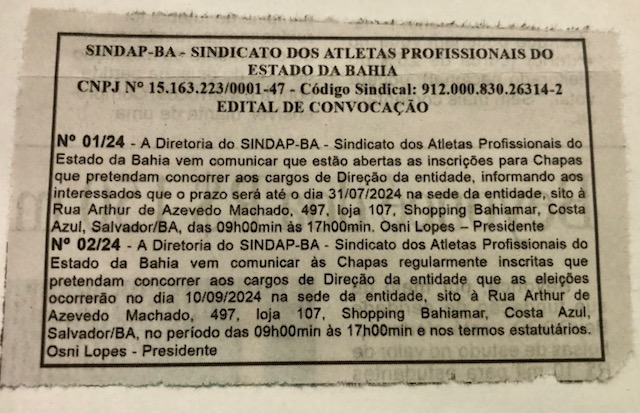 SINDAP-BA - SINDICATO DOS ATLETAS PROFISSIONAIS DO
ESTADO DA BAHIA
CNPJ Nº 15.163.223/0001-47 - Código Sindical: 912.000.830.26314-2
EDITAL DE CONVOCAÇÃO
Nº 01/24 - A Diretoria do SINDAP-BA - Sindicato dos Atletas Profissionais do
Estado da Bahia vem comunicar que estão abertas as inscrições para Chapas
que pretendam concorrer aos cargos de Direção da entidade, informando aos
interessados que o prazo será até o dia 31/07/2024 na sede da entidade, sito à
Rua Arthur de Azevedo Machado, 497, loja 107, Shopping Bahiamar, Costa
Azul, Salvador/BA, das 09h00min às 17h00min. Osni Lopes – Presidente
Nº 02/24 - A Diretoria do SINDAP-BA - Sindicato dos Atletas Profissionais do
Estado da Bahia vem comunicar às Chapas regularmente inscritas que
pretendam concorrer aos cargos de Direção da entidade que as eleições
ocorrerão no dia 10/09/2024 na sede da entidade, sito à Rua Arthur de
Azevedo Machado, 497, loja 107, Shopping Bahiamar, Costa Azul,
Salvador/BA, no período das 09h00min às 17h00min e nos termos estatutários.
Osni Lopes - Presidente